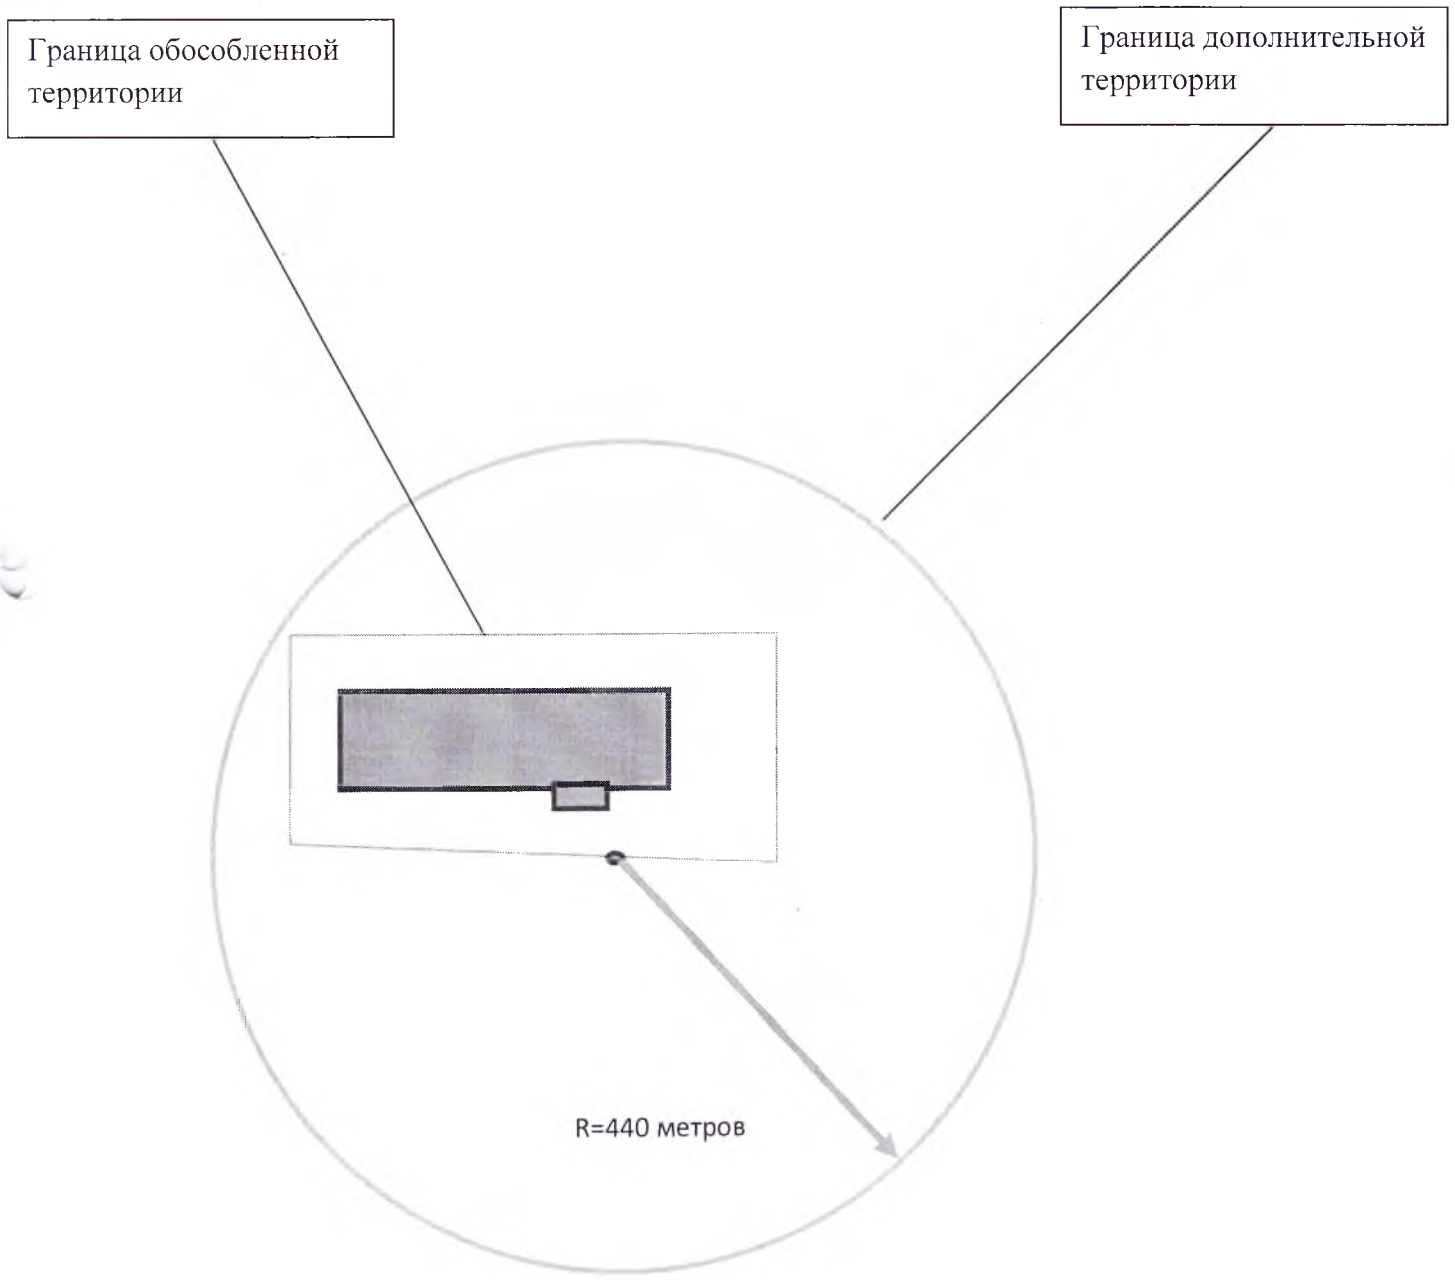 Граница обособленной
территории
Граница дополнительной
территории
R=440 метров